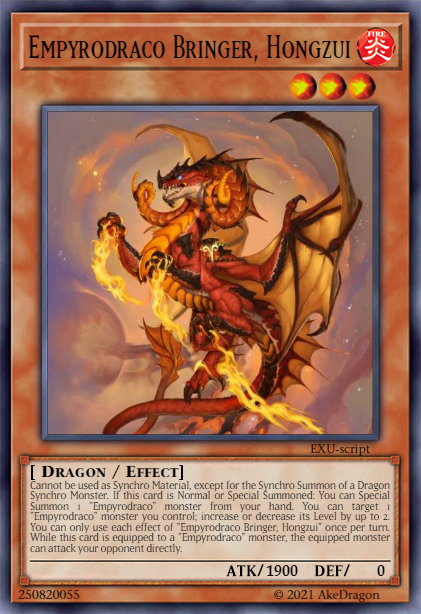 Empyrodraco Bringer, Hongzui
FIRE
炎
EXU-script
[ Dragon / Effect]
Cannot be used as Synchro Material, except for the Synchro Summon of a Dragon
Synchro Monster. If this card is Normal or Special Summoned: You can Special
Summon 1 "Empyrodraco" monster from your hand. You can target 1
"Empyrodraco" monster you control; increase or decrease its Level by up to 2.
You can only use each effect of "Empyrodraco Bringer, Hongzui" once per turn.
While this card is equipped to a "Empyrodraco" monster, the equipped monster
can attack your opponent directly.
ATK/1900 DEF/ 0
250820055 © 2021 AkeDragon